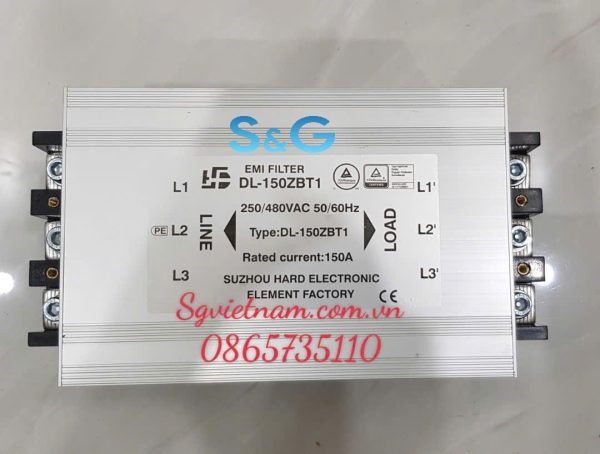 S&G
EMI FILTER
DL-150ZBT1
L1
L1'
250/480VAC 50/60Hz
PE L2
LINE
Type:DL-150ZBT1
LOAD
L2'
Rated current:150A
L3
L3'
SUZHOU HARD ELECTRONIC
ELEMENT FACTORY
CE
Sgvietnam.com.vn
0865735110